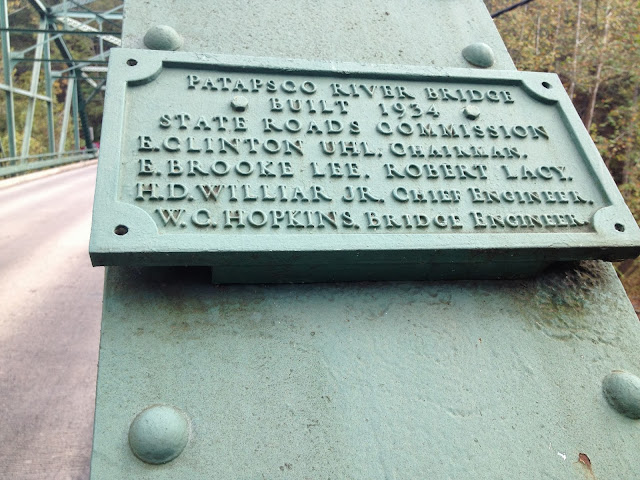 PATAPSCO RIVER BRIDGE
BUILT 1934
STATE ROADS COMMISSION
E. CLINTON UHL, CHAIRMAN.
E. BROOKE LEE. ROBERT LACY.
H.D. WILLIAR JR. CHIEF ENGINEER.
W.C. HOPKINS. BRIDGE ENGINEER.